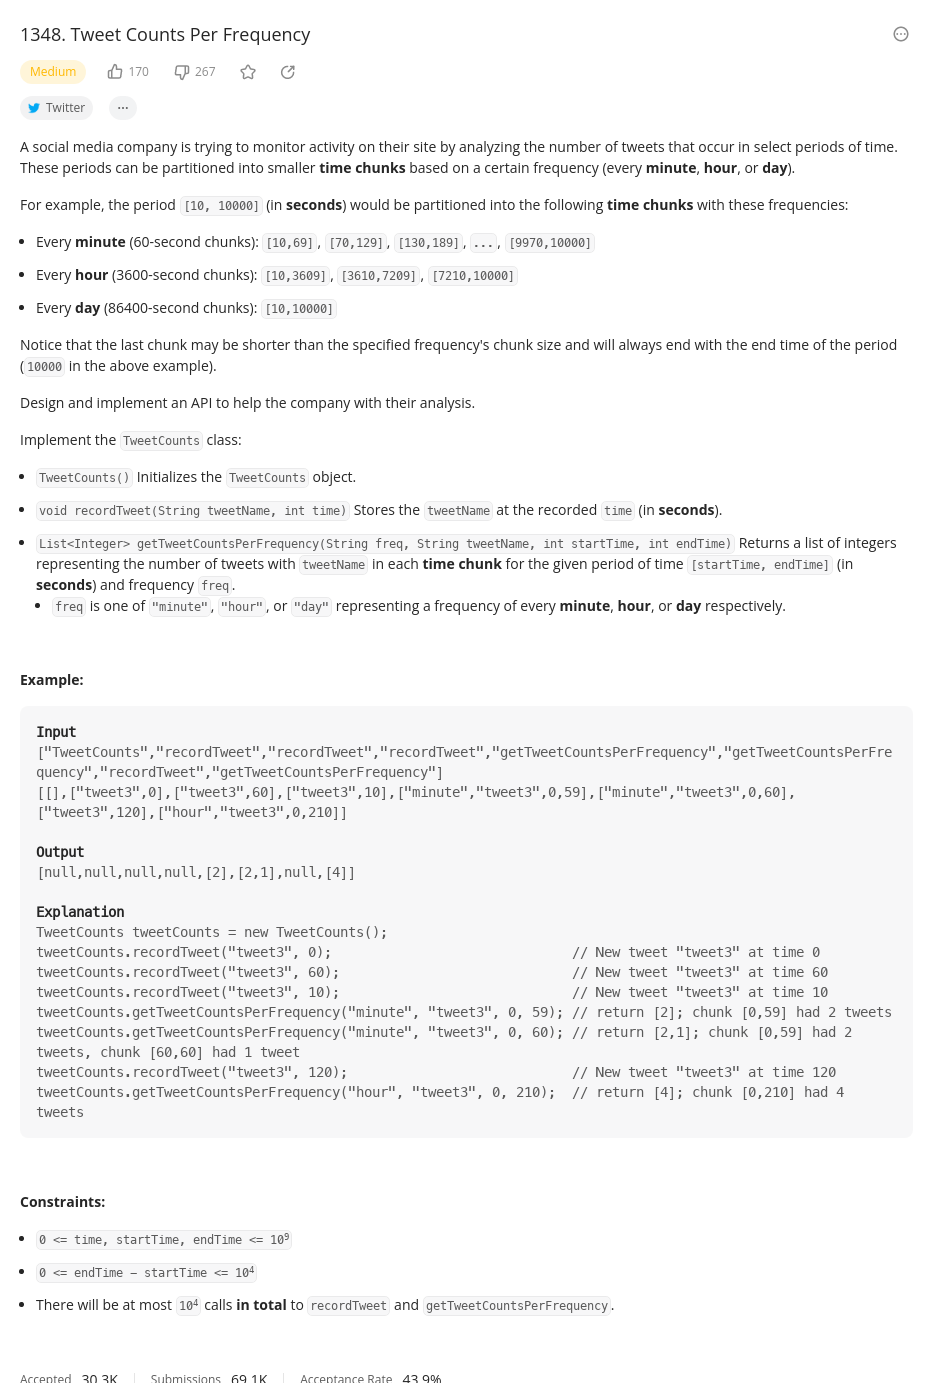 1348. Tweet Counts Per Frequency
Medium 170 267
Twitter ...
A social media company is trying to monitor activity on their site by analyzing the number of tweets that occur in select periods of time.
These periods can be partitioned into smaller time chunks based on a certain frequency (every minute, hour, or day).
For example, the period [10, 10000] (in seconds) would be partitioned into the following time chunks with these frequencies:
• Every minute (60-second chunks): [10,69], [70,129], [130,189], ..., [9970,10000]
• Every hour (3600-second chunks): [10,3609], [3610,7209], [7210,10000]
• Every day (86400-second chunks): [10,10000]
Notice that the last chunk may be shorter than the specified frequency's chunk size and will always end with the end time of the period
(10000 in the above example).
Design and implement an API to help the company with their analysis.
Implement the TweetCounts class:
• TweetCounts() Initializes the TweetCounts object.
• void recordTweet(String tweetName, int time) Stores the tweetName at the recorded time (in seconds).
• List<Integer> getTweetCountsPerFrequency(String freq, String tweetName, int startTime, int endTime) Returns a list of integers
representing the number of tweets with tweetName in each time chunk for the given period of time [startTime, endTime] (in
seconds) and frequency freq.
• freq is one of "minute", "hour", or "day" representing a frequency of every minute, hour, or day respectively.
Example:
Input
["TweetCounts","recordTweet","recordTweet","recordTweet","getTweetCountsPerFrequency","getTweetCountsPerFre
quency","recordTweet","getTweetCountsPerFrequency"]
[[],["tweet3",0],["tweet3",60],["tweet3",10],["minute","tweet3",0,59],["minute","tweet3",0,60],
["tweet3",120],["hour","tweet3",0,210]]
Output
[null,null,null,null,[2],[2,1],null,[4]]
Explanation
TweetCounts tweetCounts = new TweetCounts();
tweetCounts.recordTweet("tweet3", 0); // New tweet "tweet3" at time 0
tweetCounts.recordTweet("tweet3", 60); // New tweet "tweet3" at time 60
tweetCounts.recordTweet("tweet3", 10); // New tweet "tweet3" at time 10
tweetCounts.getTweetCountsPerFrequency("minute", "tweet3", 0, 59); // return [2]; chunk [0,59] had 2 tweets
tweetCounts.getTweetCountsPerFrequency("minute", "tweet3", 0, 60); // return [2,1]; chunk [0,59] had 2
tweets, chunk [60,60] had 1 tweet
tweetCounts.recordTweet("tweet3", 120); // New tweet "tweet3" at time 120
tweetCounts.getTweetCountsPerFrequency("hour", "tweet3", 0, 210); // return [4]; chunk [0,210] had 4
tweets
Constraints:
• 0 <= time, startTime, endTime <= 10⁹
• 0 <= endTime - startTime <= 10⁴
• There will be at most 10⁴ calls in total to recordTweet and getTweetCountsPerFrequency.
Accepted 30.3K Submissions 69.1K Acceptance Rate 43.9%